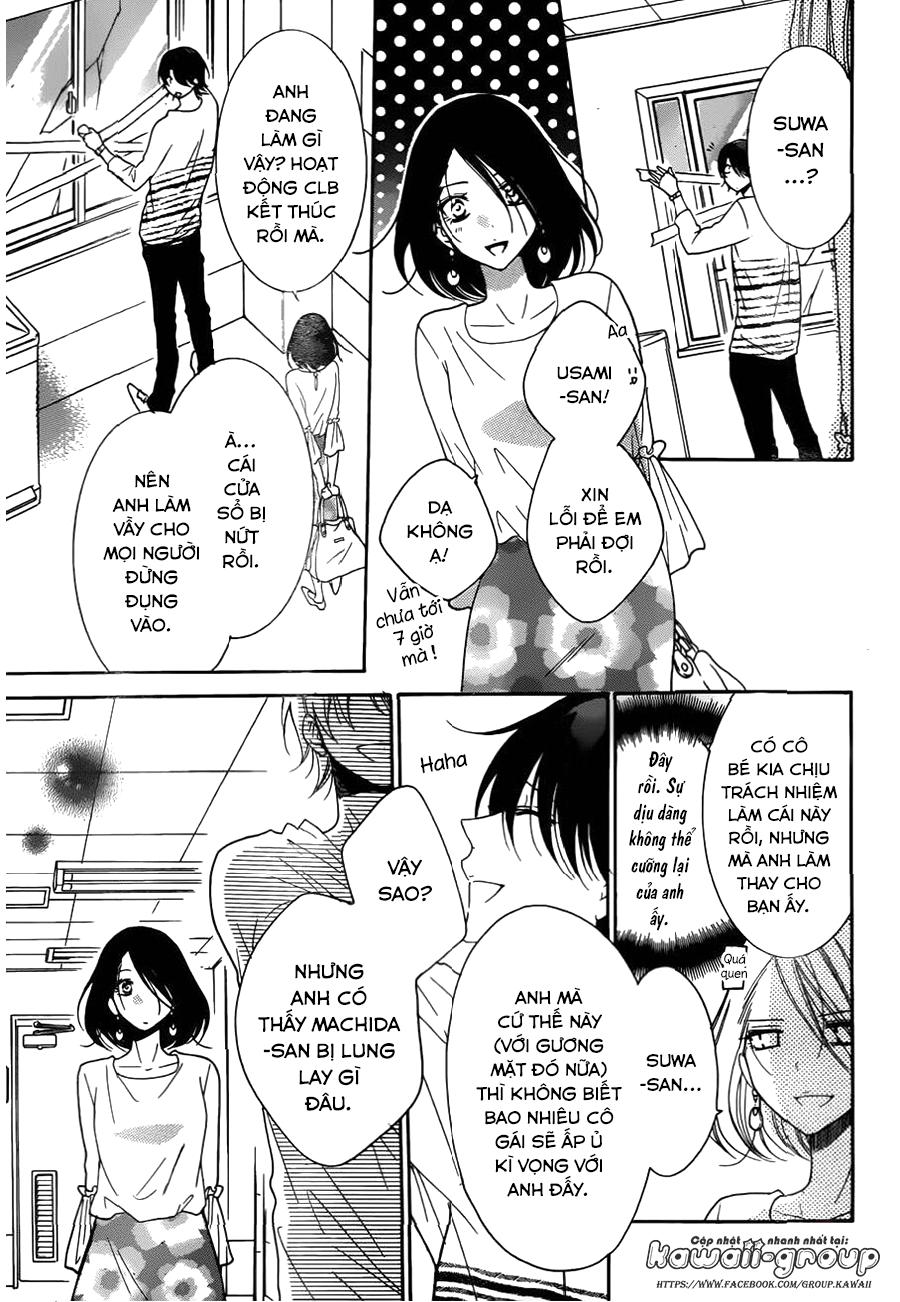 SUWA
-SAN
...?
Aa
USAMI
-SAN!
XIN
LỖI ĐỂ EM
PHẢI ĐỢI
RỒI.
DẠ
KHÔNG
Ạ!
Vẫn
chưa tới
7 giờ
mà!
ANH
ĐANG
LÀM GÌ
VẬY? HOẠT
ĐỘNG CLB
KẾT THÚC
RỒI MÀ.
À...
CÁI
CỬA
SỔ BỊ
NỨT RỒI.
NÊN
ANH LÀM
VẦY CHO
MỌI NGƯỜI
ĐỪNG
ĐỤNG
VÀO.
CÓ CÔ
BÉ KIA CHỊU
TRÁCH NHIỆM
LÀM CÁI NÀY
RỒI, NHƯNG
MÀ ANH LÀM
THAY CHO
BẠN ẤY.
Đây
rồi. Sự
dịu dàng
không thể
cưỡng lại
của anh
ấy.
Quá
quen
SUWA
-SAN...
ANH MÀ
CỨ THẾ NÀY
(VỚI GƯƠNG
MẶT ĐÓ NỮA)
THÌ KHÔNG BIẾT
BAO NHIÊU CÔ
GÁI SẼ ẤP Ủ
KÌ VỌNG VỚI
ANH ĐẤY.
Haha
VẬY
SAO?
NHƯNG
ANH CÓ
THẤY MACHIDA
-SAN BỊ LUNG
LAY GÌ
ĐÂU.
Cập nhật nhanh nhất tại:
kawaii-group
HTTPS://WWW.FACEBOOK.COM/GROUP.KAWAII